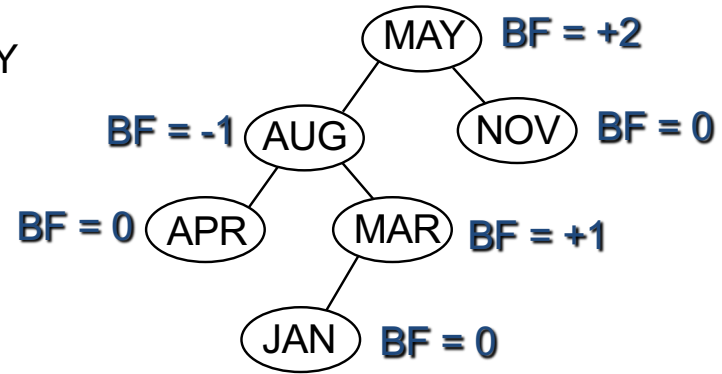 MAY BF = +2
Y
BF = -1 AUG NOV BF = 0
BF = 0 APR MAR BF = +1
JAN BF = 0